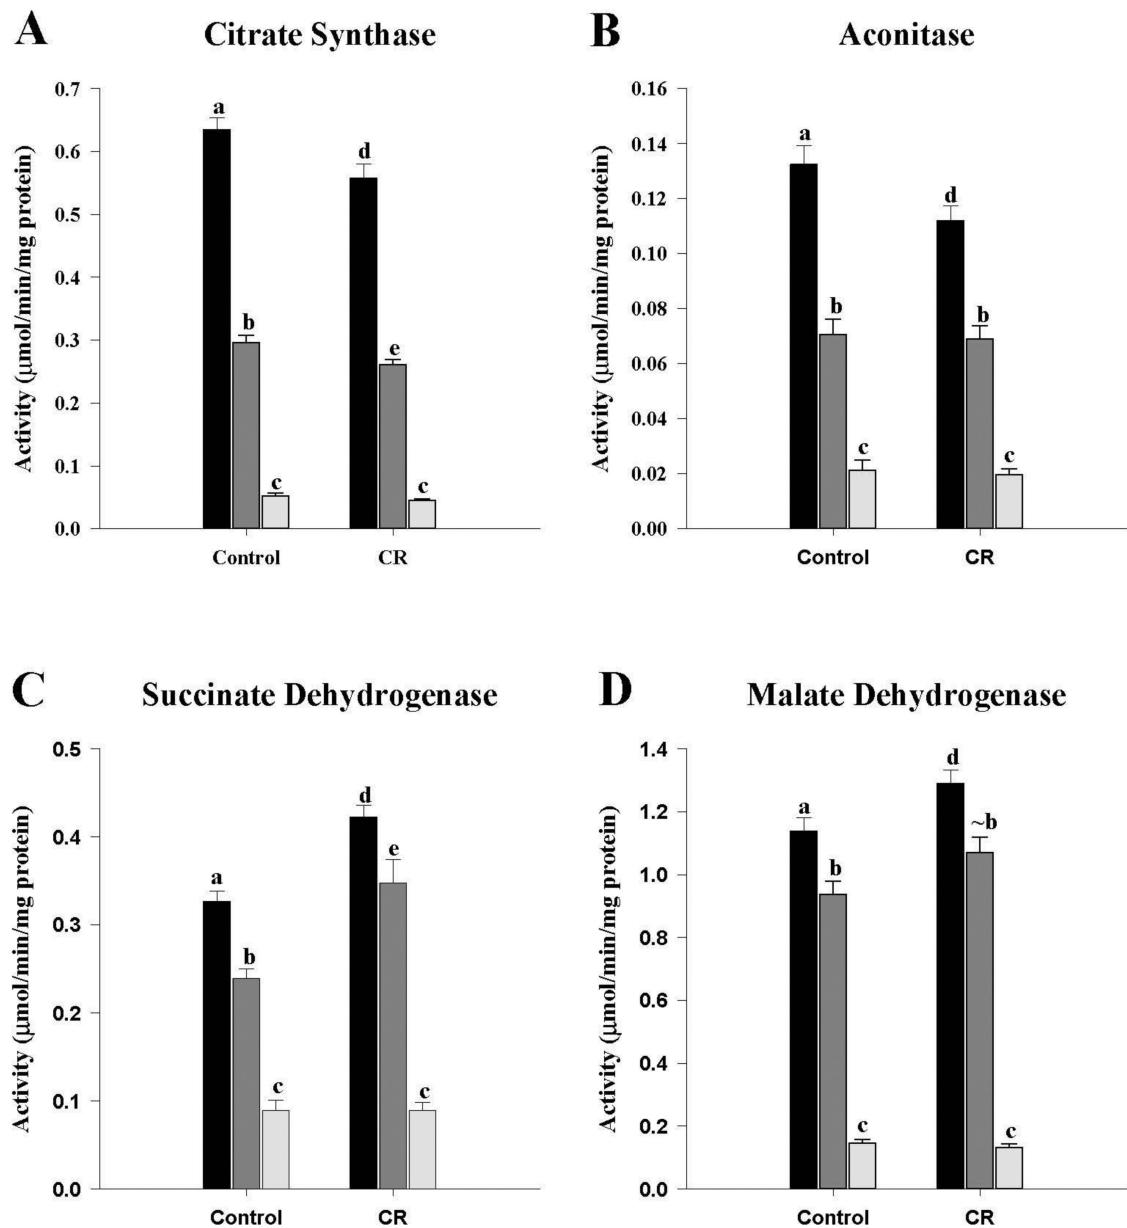 A
Citrate Synthase
Activity (μmol/min/mg protein)
0.7
0.6
0.5
0.4
0.3
0.2
0.1
0.0
a
b
c
d
e
c
Control
CR
B
Aconitase
Activity (μmol/min/mg protein)
0.16
0.14
0.12
0.10
0.08
0.06
0.04
0.02
0.00
a
b
c
d
b
c
Control
CR
C
Succinate Dehydrogenase
Activity (μmol/min/mg protein)
0.5
0.4
0.3
0.2
0.1
0.0
a
b
c
d
e
c
Control
CR
D
Malate Dehydrogenase
Activity (μmol/min/mg protein)
1.4
1.2
1.0
0.8
0.6
0.4
0.2
0.0
a
b
c
d
~b
c
Control
CR